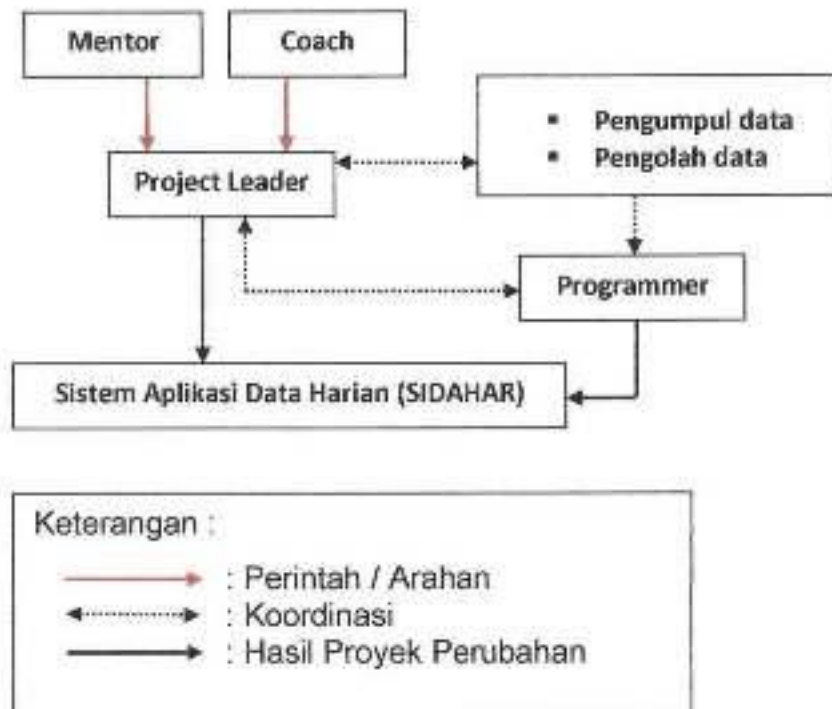 Mentor
Coach
▪ Pengumpul data
▪ Pengolah data
Project Leader
Programmer
Sistem Aplikasi Data Harian (SIDAHAR)
Keterangan :
: Perintah / Arahan
: Koordinasi
: Hasil Proyek Perubahan